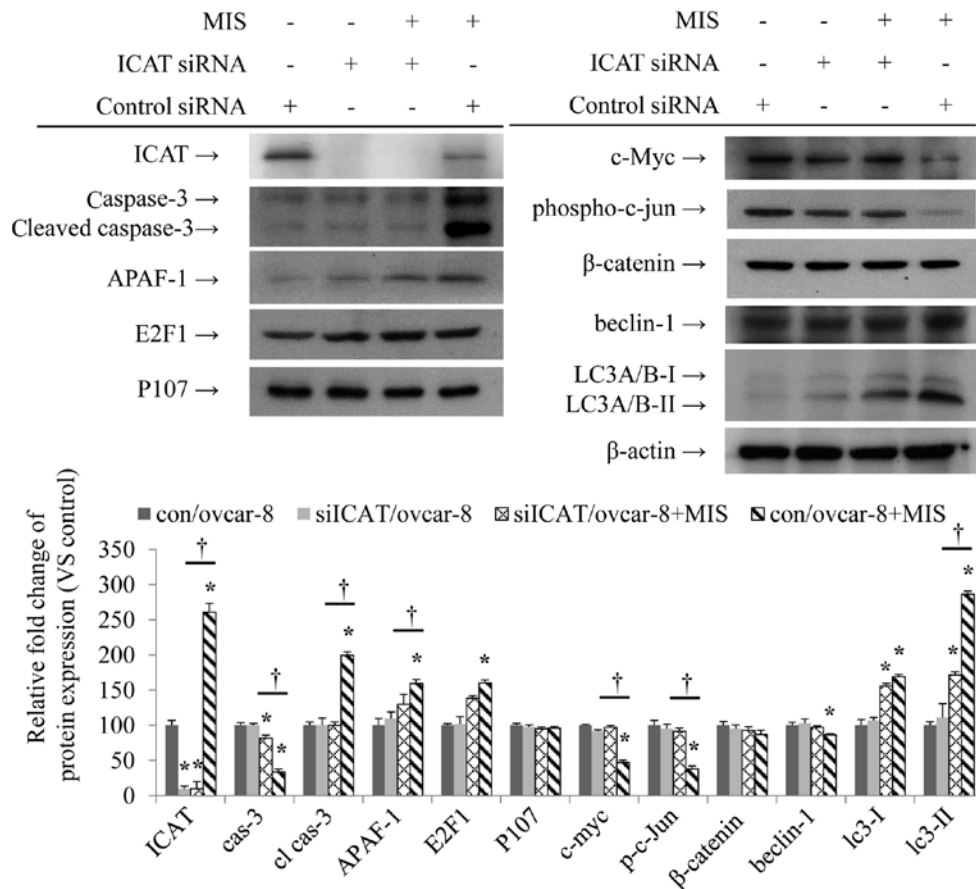 MIS - - + +
ICAT siRNA - + + -
Control siRNA + - - +
ICAT →
Caspase-3 →
Cleaved caspase-3→
APAF-1 →
E2F1 →
P107 →
MIS - - + +
ICAT siRNA - + + -
Control siRNA + - - +
c-Myc →
phospho-c-jun →
β-catenin →
beclin-1 →
LC3A/B-I →
LC3A/B-II →
β-actin →
Relative fold change of
protein expression (VS control)
con/ovcar-8 siICAT/ovcar-8 siICAT/ovcar-8+MIS con/ovcar-8+MIS
350
300
250
200
150
100
50
0
* * * †
* * †
* †
* †
*
* †
* †
*
* *
* * †
ICAT
cas-3
cl cas-3
APAF-1
E2F1
P107
c-myc
p-c-Jun
β-catenin
beclin-1
lc3-I
lc3-II